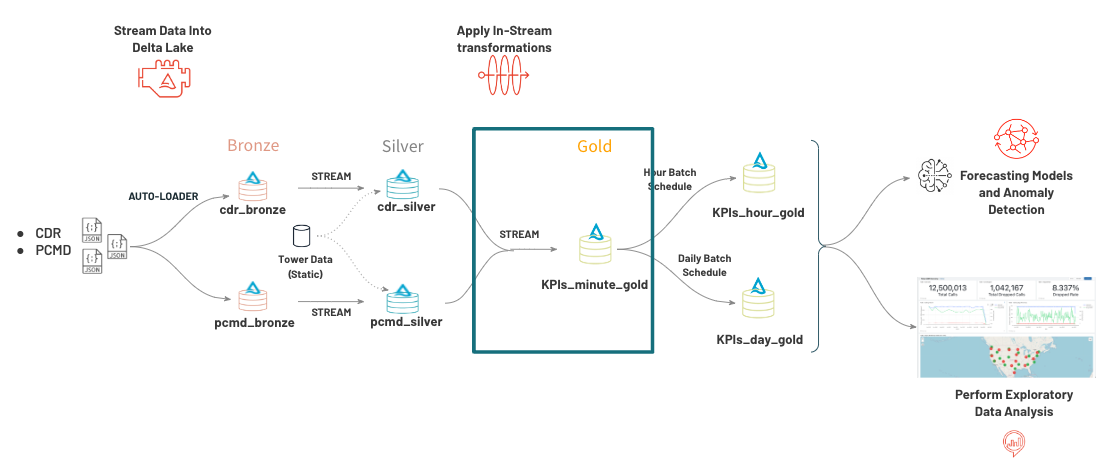 Stream Data Into
Delta Lake
Apply In-Stream
transformations
Bronze
Silver
Gold
AUTO-LOADER
STREAM
cdr_bronze
cdr_silver
Hour Batch
Schedule
KPIs_hour_gold
Forecasting Models
and Anomaly
Detection
● CDR
● PCMD
{;}
JSON
{;}
JSON
{;}
JSON
Tower Data
(Static)
STREAM
KPIs_minute_gold
Daily Batch
Schedule
pcmd_bronze
STREAM
pcmd_silver
KPIs_day_gold
12,500,013
Total Calls
1,042,167
Total Dropped Calls
8.337%
Dropped Rate
Perform Exploratory
Data Analysis